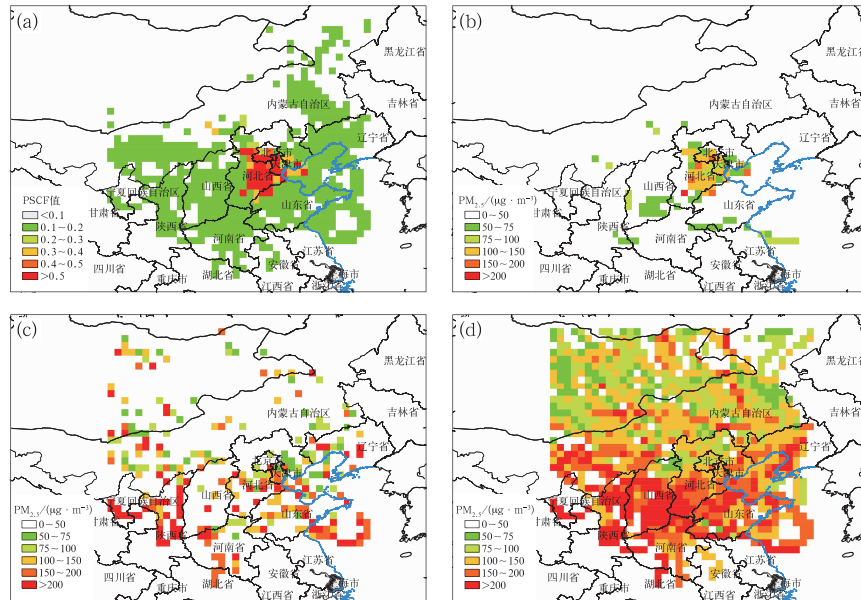 (a)
黑龙江省
内蒙古自治区
吉林省
辽宁省
河北省
宁夏回族自治区
山西省
山东省
甘肃省
陕西省
河南省
江苏省
四川省
湖北省
安徽省
重庆市
江西省
PSCF值
<0.1
0.1~0.2
0.2~0.3
0.3~0.4
0.4~0.5
>0.5
(b)
黑龙江省
内蒙古自治区
吉林省
辽宁省
河北省
宁夏回族自治区
山西省
山东省
甘肃省
陕西省
河南省
江苏省
四川省
湖北省
安徽省
重庆市
江西省
PM2.5/(μg · m⁻³)
0~50
50~75
75~100
100~150
150~200
>200
(c)
黑龙江省
内蒙古自治区
吉林省
辽宁省
河北省
宁夏回族自治区
山西省
山东省
甘肃省
陕西省
河南省
江苏省
四川省
湖北省
安徽省
重庆市
江西省
PM2.5/(μg · m⁻³)
0~50
50~75
75~100
100~150
150~200
>200
(d)
黑龙江省
内蒙古自治区
吉林省
辽宁省
北京市
河北省
宁夏回族自治区
山西省
山东省
甘肃省
陕西省
河南省
江苏省
四川省
湖北省
安徽省
重庆市
江西省
PM2.5/(μg · m⁻³)
0~50
50~75
75~100
100~150
150~200
>200